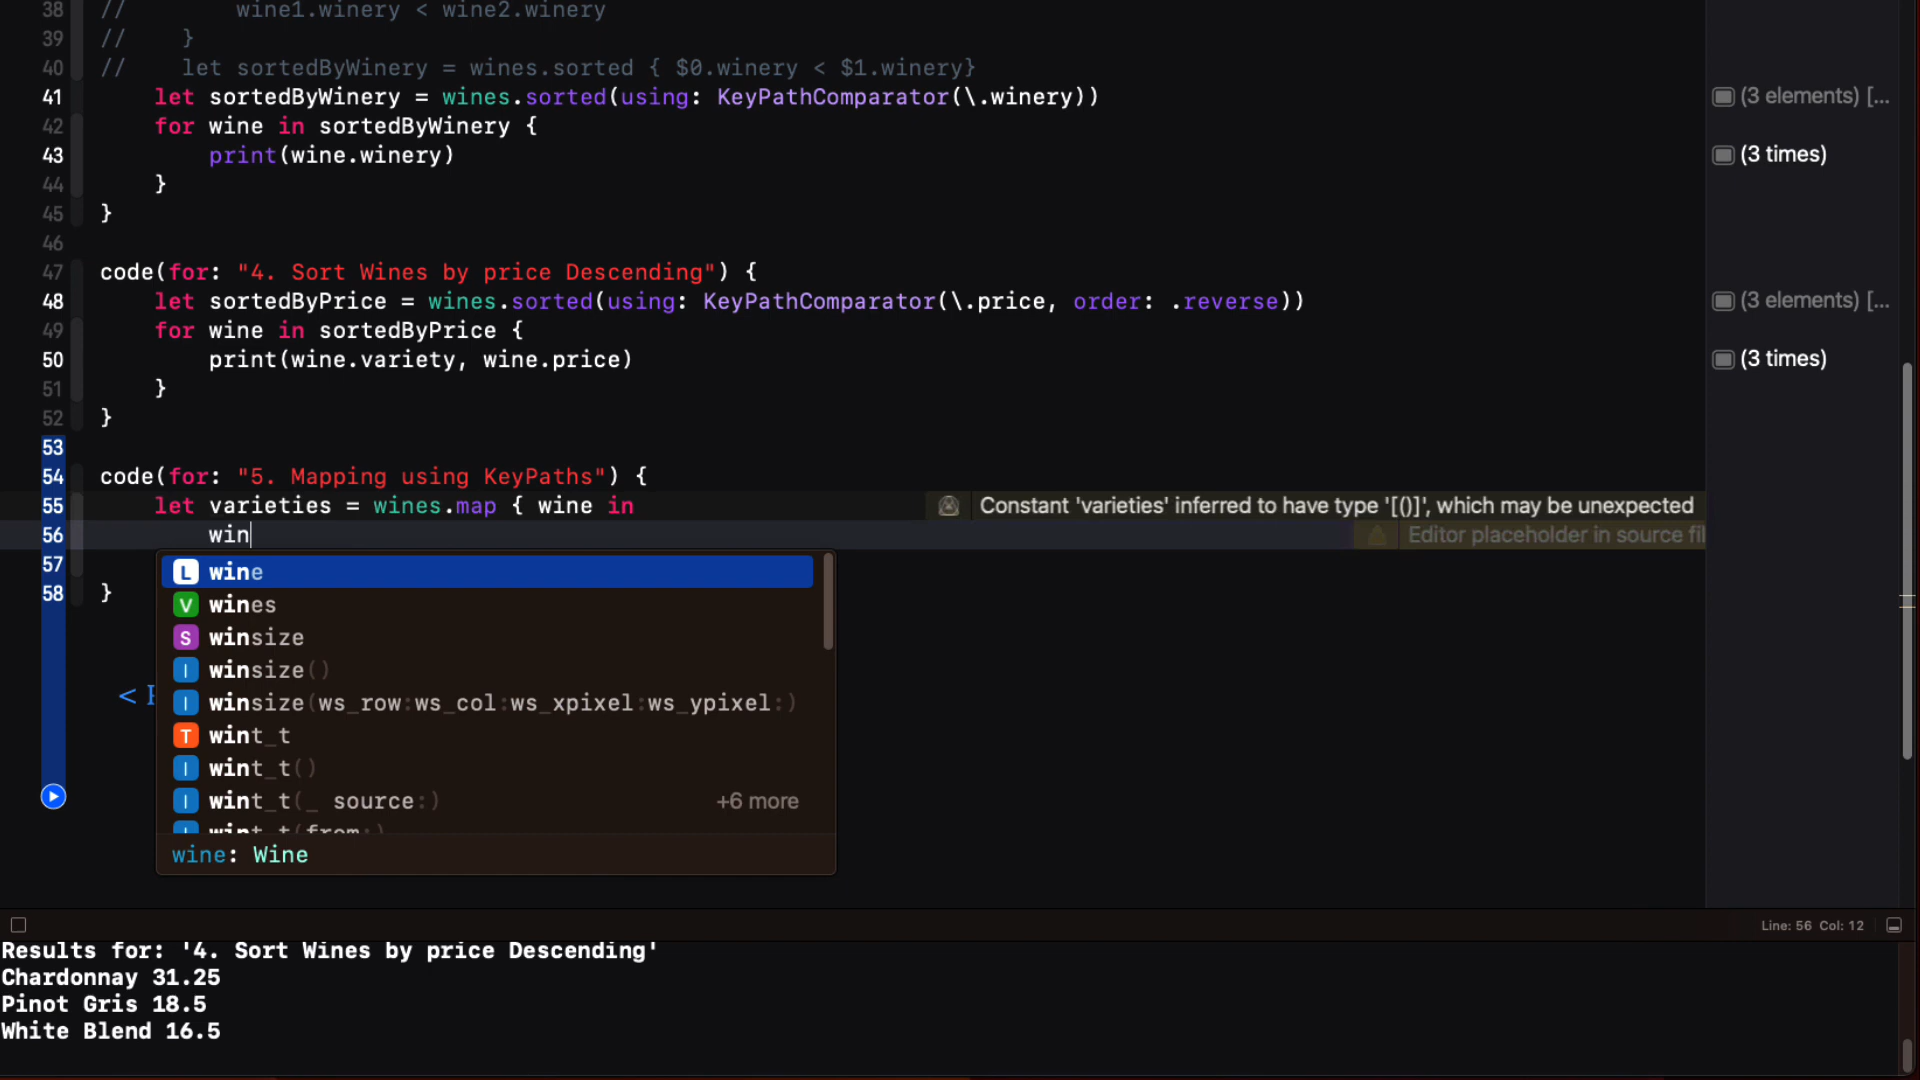 38 //        wine1.winery < wine2.winery
39 //    }
40 //    let sortedByWinery = wines.sorted { $0.winery < $1.winery}
41     let sortedByWinery = wines.sorted(using: KeyPathComparator(\.winery))
(3 elements) [...
42     for wine in sortedByWinery {
43         print(wine.winery)
(3 times)
44     }
45 }
46
47 code(for: "4. Sort Wines by price Descending") {
48     let sortedByPrice = wines.sorted(using: KeyPathComparator(\.price, order: .reverse))
(3 elements) [...
49     for wine in sortedByPrice {
50         print(wine.variety, wine.price)
(3 times)
51     }
52 }
53
54 code(for: "5. Mapping using KeyPaths") {
55     let varieties = wines.map { wine in
Constant 'varieties' inferred to have type '[()]', which may be unexpected
56         win
Editor placeholder in source
57
58 }
L wine
V wines
S winsize
I winsize()
I winsize(ws_row:ws_col:ws_xpixel:ws_ypixel:)
T wint_t
I wint_t()
I wint_t(_ source:) +6 more
wint_t(from:)
<
wine: Wine
Line: 56 Col: 12
Results for: '4. Sort Wines by price Descending'
Chardonnay 31.25
Pinot Gris 18.5
White Blend 16.5